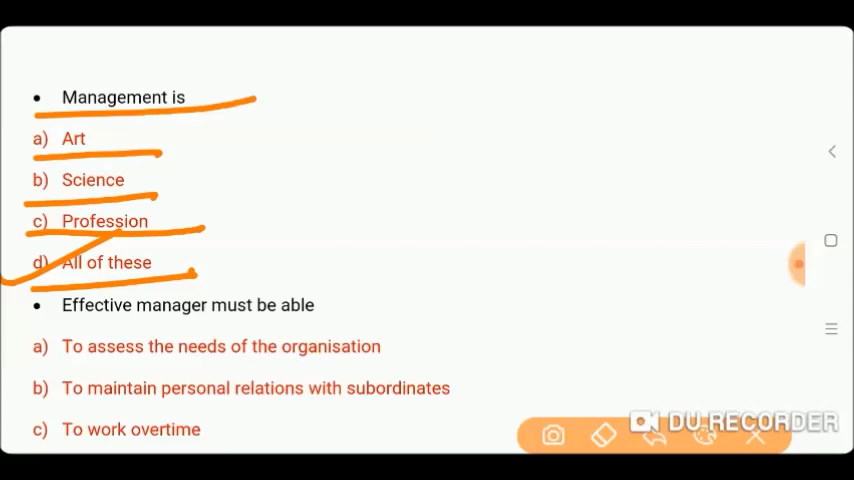 • Management is
a) Art
b) Science
c) Profession
d) All of these
• Effective manager must be able
a) To assess the needs of the organisation
b) To maintain personal relations with subordinates
c) To work overtime
DU RECORDER